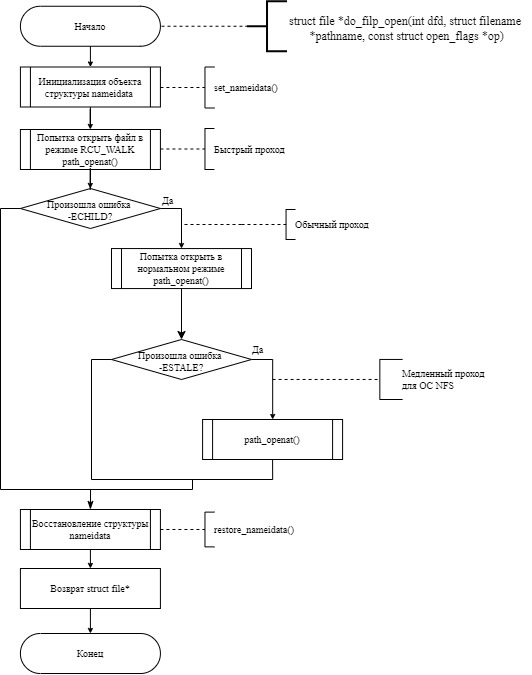 Начало
struct file *do_filp_open(int dfd, struct filename
*pathname, const struct open_flags *op)
Инициализация объекта
структуры nameidata
set_nameidata()
Попытка открыть файл в
режиме RCU_WALK
path_openat()
Быстрый проход
Произошла ошибка
-ECHILD?
Да
Обычный проход
Попытка открыть в
нормальном режиме
path_openat()
Произошла ошибка
-ESTALE?
Да
Медленный проход
для ОС NFS
path_openat()
Восстановление структуры
nameidata
restore_nameidata()
Возврат struct file*
Конец